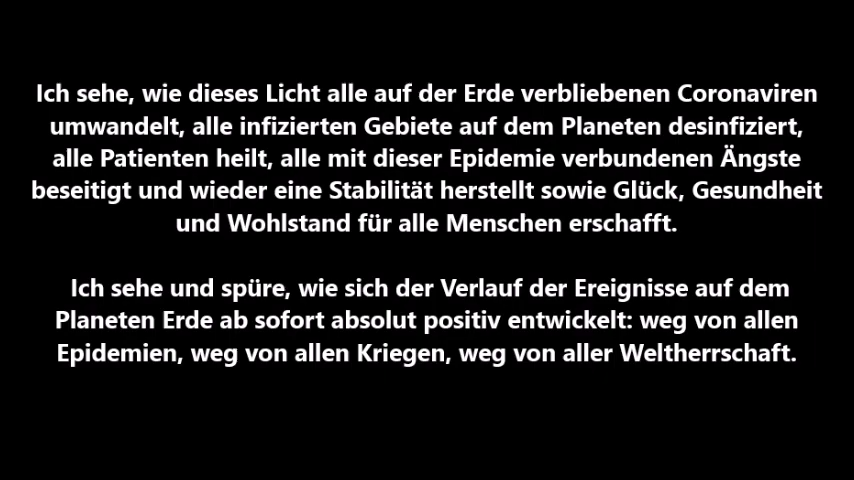 Ich sehe, wie dieses Licht alle auf der Erde verbliebenen Coronaviren
umwandelt, alle infizierten Gebiete auf dem Planeten desinfiziert,
alle Patienten heilt, alle mit dieser Epidemie verbundenen Ängste
beseitigt und wieder eine Stabilität herstellt sowie Glück, Gesundheit
und Wohlstand für alle Menschen erschafft.
Ich sehe und spüre, wie sich der Verlauf der Ereignisse auf dem
Planeten Erde ab sofort absolut positiv entwickelt: weg von allen
Epidemien, weg von allen Kriegen, weg von aller Weltherrschaft.